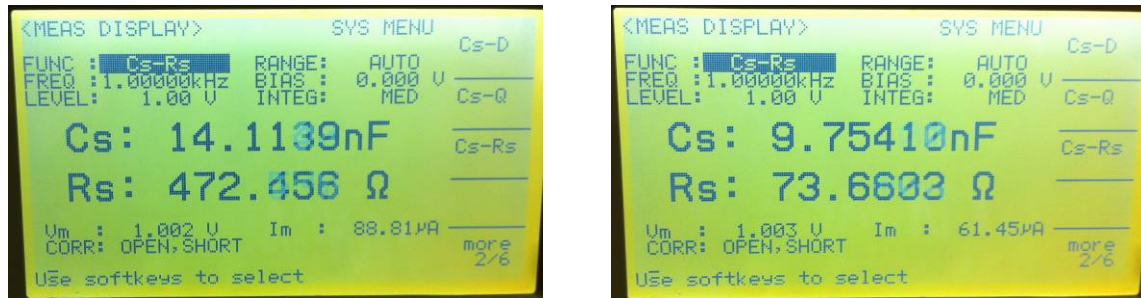 <MEAS DISPLAY> SYS MENU
Cs-D
FUNC : Cs-Rs RANGE: AUTO
FREQ :1.00000kHz BIAS : 0.000 V
LEVEL: 1.00 V INTEG: MED
Cs-Q
Cs: 14.1139nF
Cs-Rs
Rs: 472.456 Ω
Vm : 1.002 V Im : 88.81μA
CORR: OPEN,SHORT
more
2/6
Use softkeys to select
<MEAS DISPLAY> SYS MENU
Cs-D
FUNC : Cs-Rs RANGE: AUTO
FREQ :1.00000kHz BIAS : 0.000 V
LEVEL: 1.00 V INTEG: MED
Cs-Q
Cs: 9.75410nF
Cs-Rs
Rs: 73.6603 Ω
Vm : 1.003 V Im : 61.45μA
CORR: OPEN,SHORT
more
2/6
Use softkeys to select